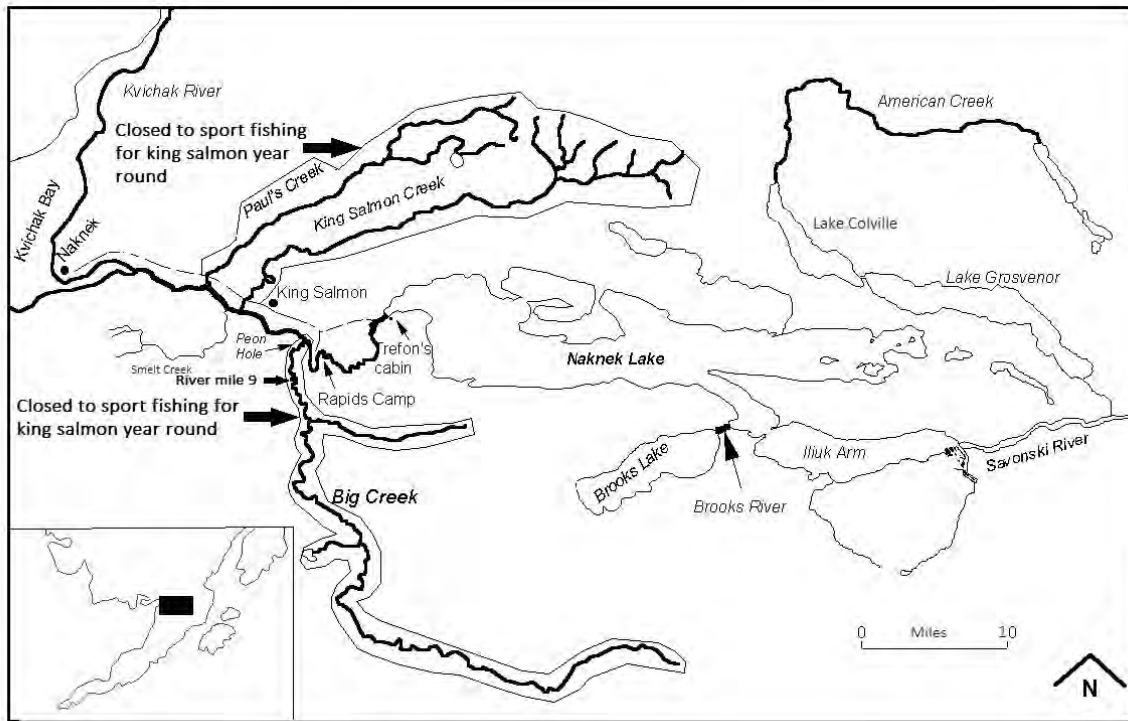 Kvichak River
American Creek
Closed to sport fishing
for king salmon year
round
Paul's Creek
King Salmon Creek
Kvichak Bay
Naknek
Lake Colville
Lake Grosvenor
King Salmon
Peon
Hole
Trefon's
cabin
Naknek Lake
Smelt Creek
River mile 9
Rapids Camp
Closed to sport fishing for
king salmon year round
Iliuk Arm
Savonski River
Brooks Lake
Brooks River
Big Creek
0 Miles 10
N